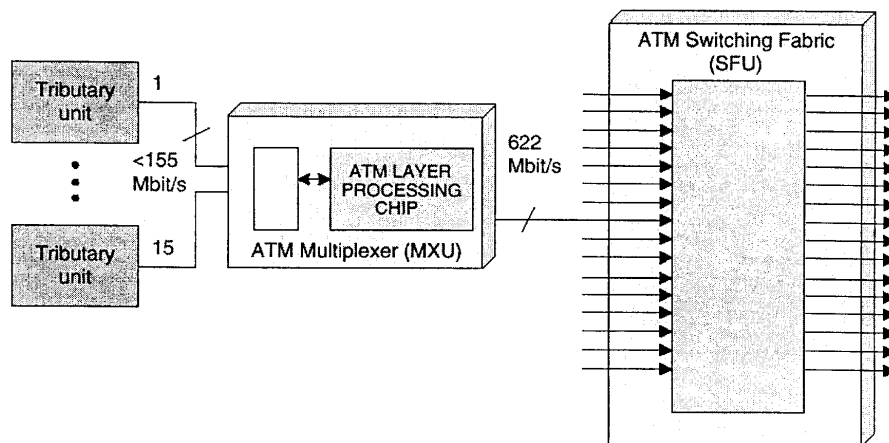 ATM Switching Fabric
(SFU)
Tributary
unit
1
<155
Mbit/s
622
Mbit/s
ATM LAYER
PROCESSING
CHIP
ATM Multiplexer (MXU)
Tributary
unit
15